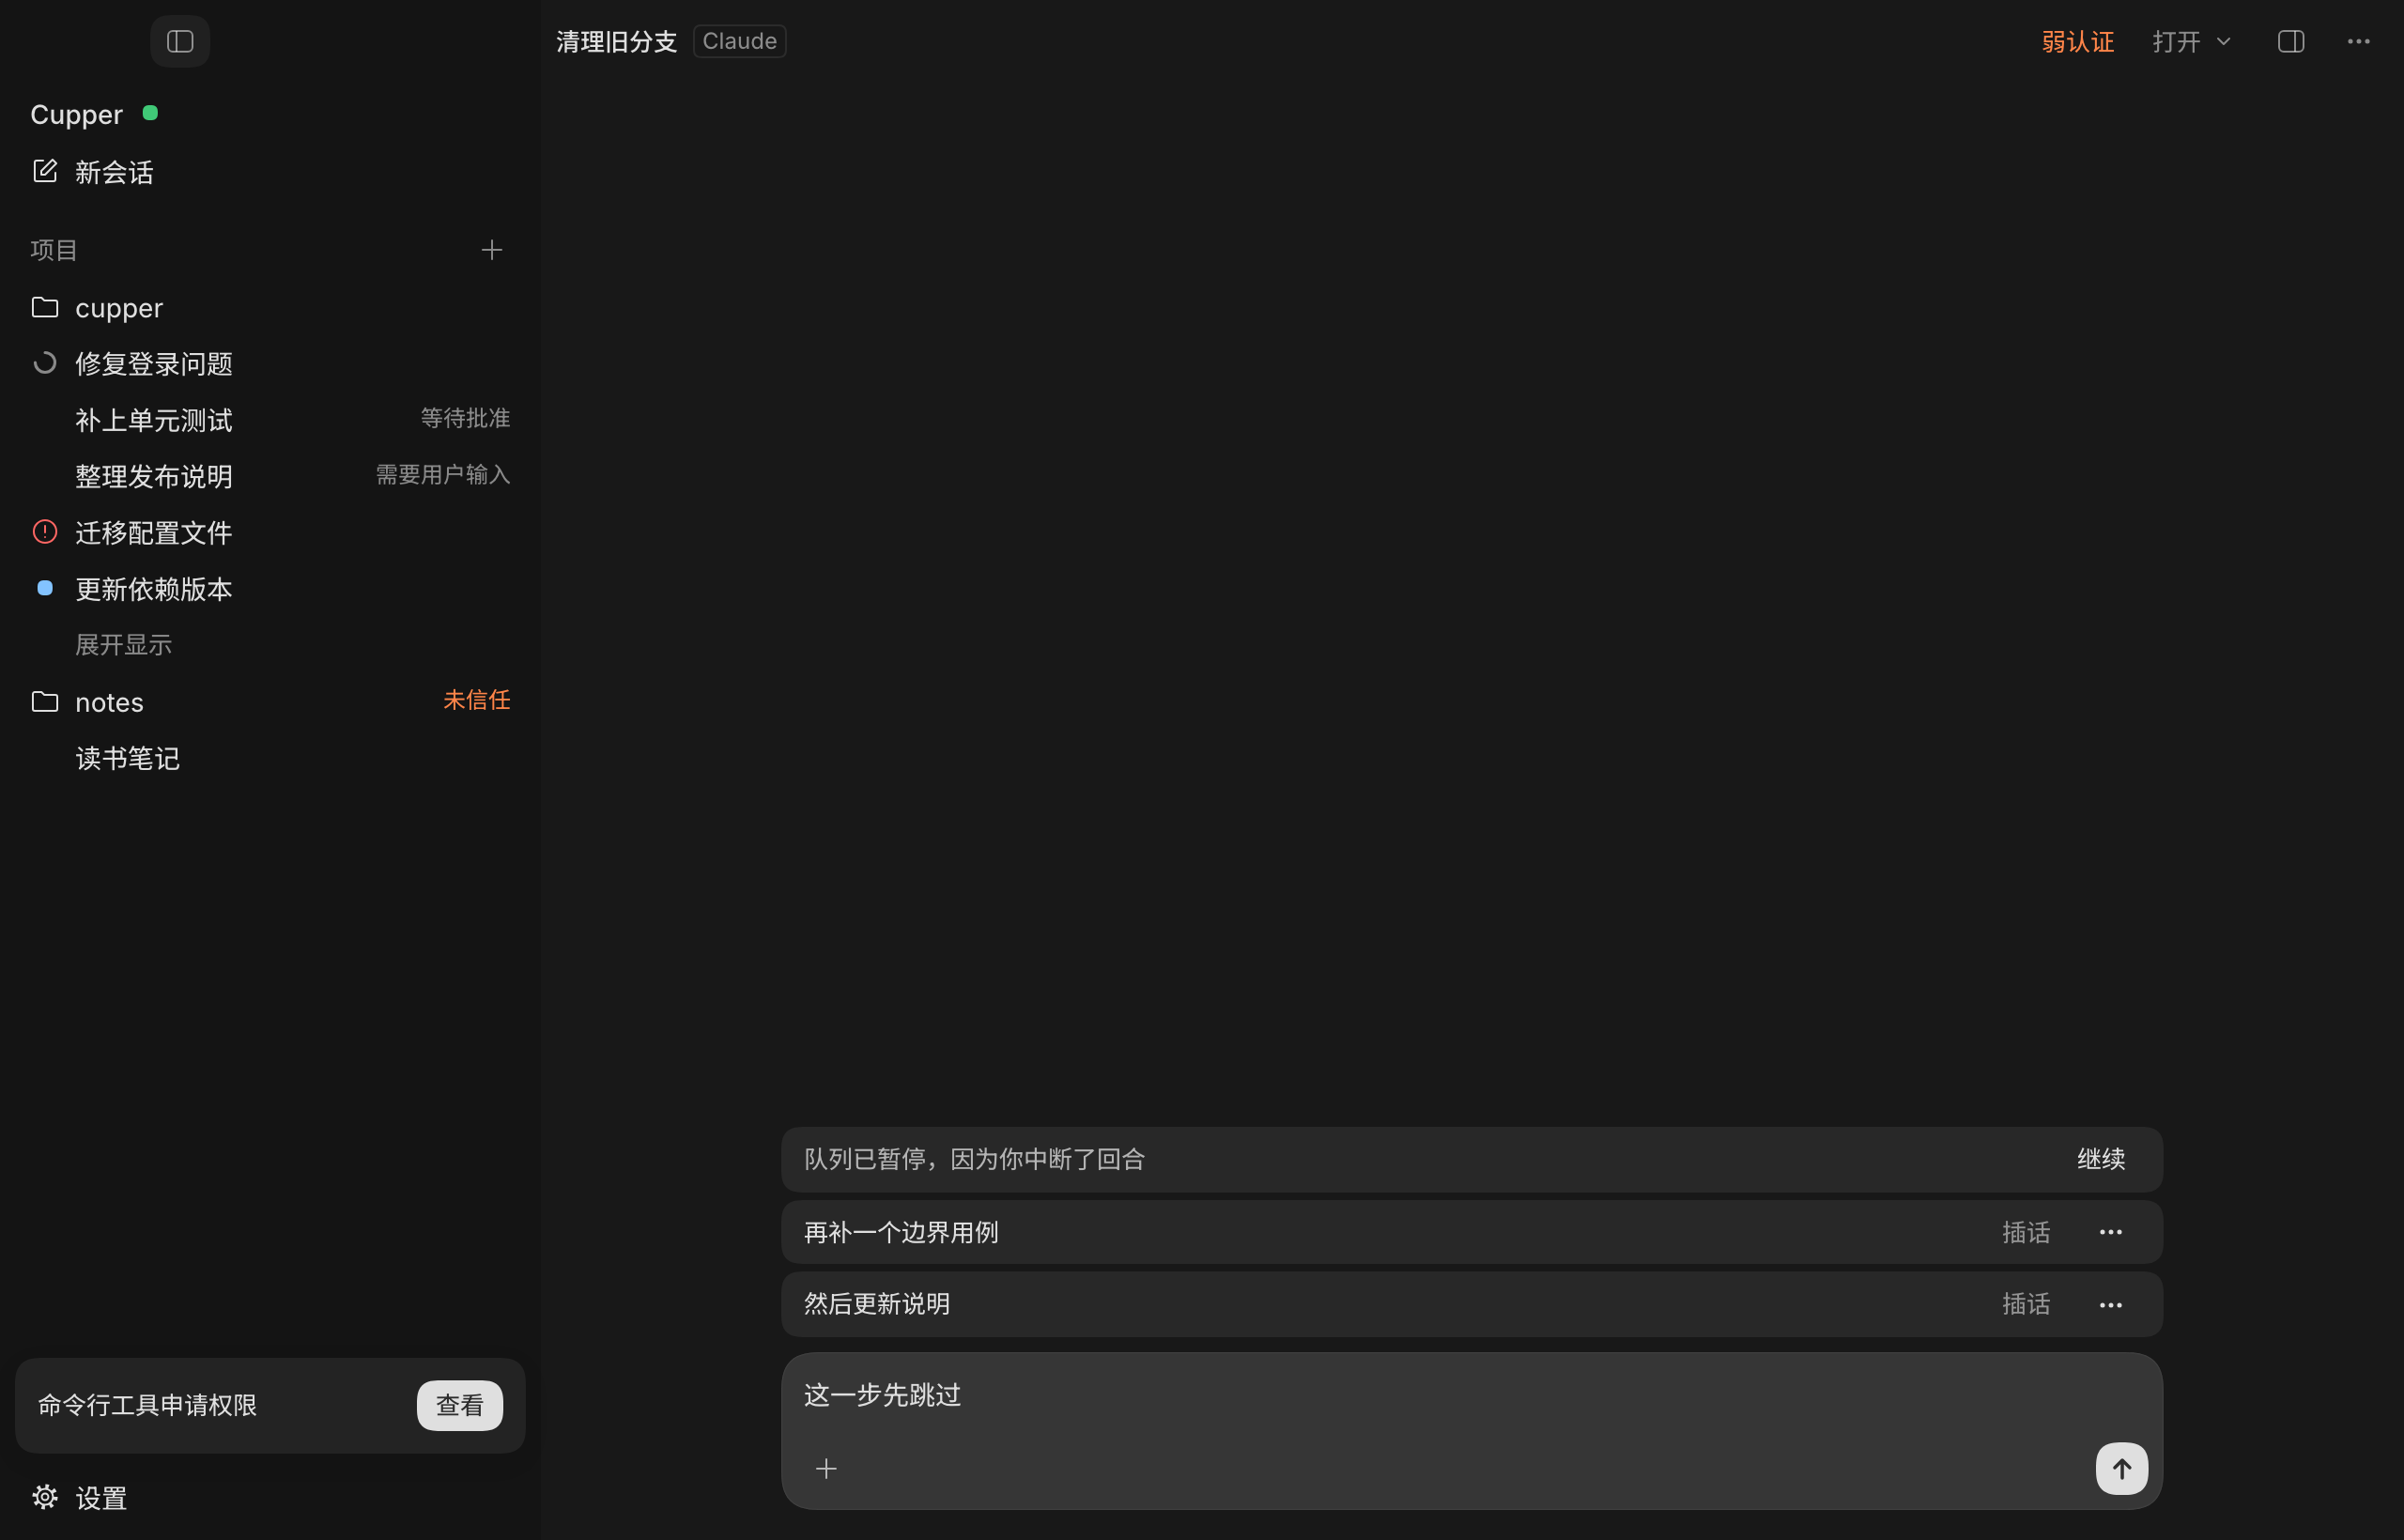 清理旧分支 Claude
弱认证 打开
Cupper
新会话
项目
cupper
修复登录问题
补上单元测试 等待批准
整理发布说明 需要用户输入
迁移配置文件
更新依赖版本
展开显示
notes 未信任
读书笔记
队列已暂停，因为你中断了回合 继续
再补一个边界用例 插话
然后更新说明 插话
这一步先跳过
命令行工具申请权限 查看
设置